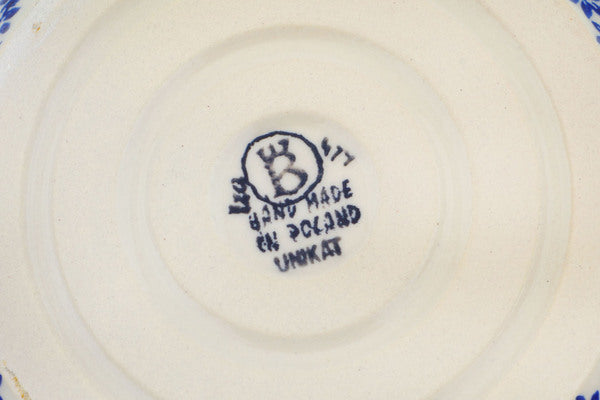 B
HAND MADE
IN POLAND
UNIKAT